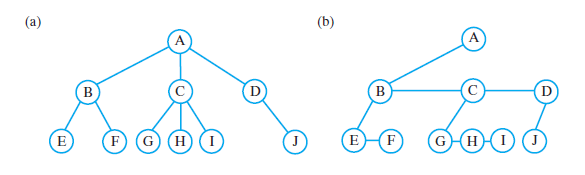 (a)
A
B C D
E F G H I J
(b)
A
B C D
E F G H I J